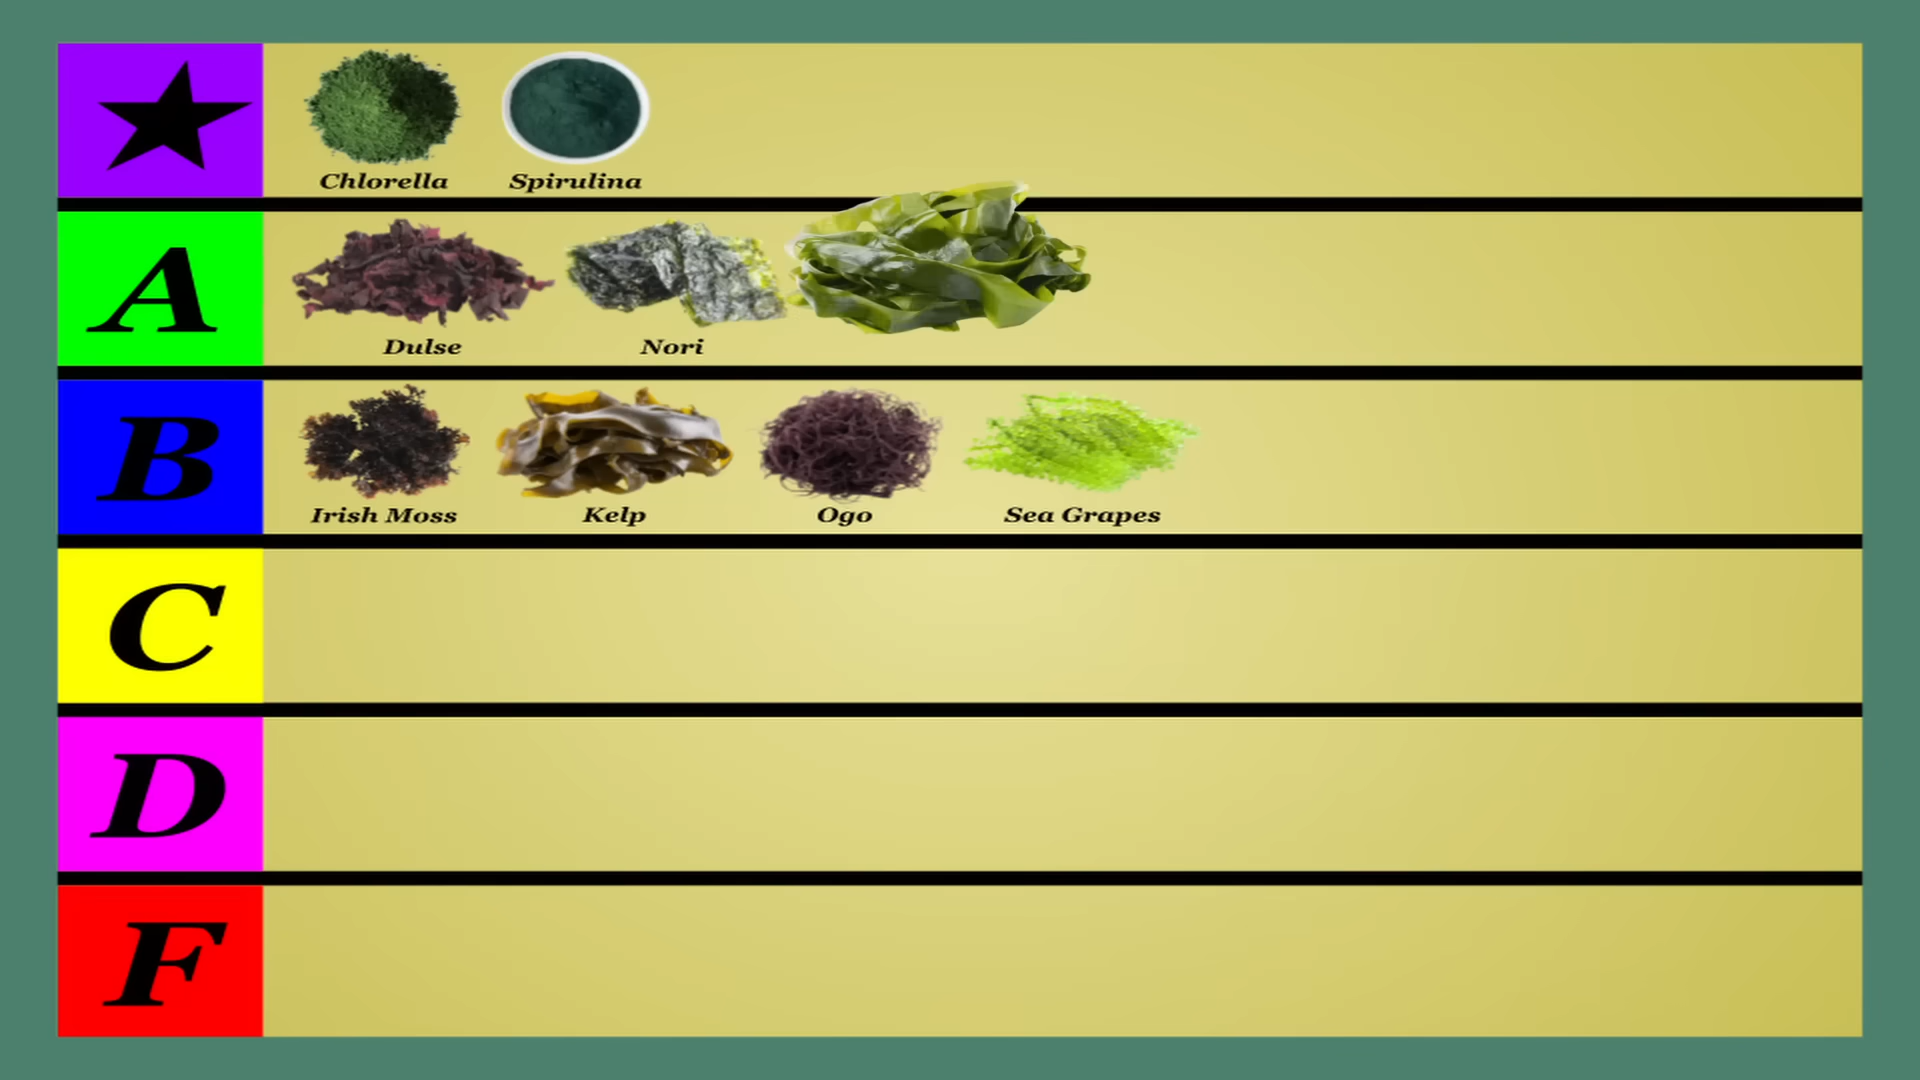 Chlorella Spirulina
A
Dulse Nori
B
Irish Moss Kelp Ogo Sea Grapes
C
D
F